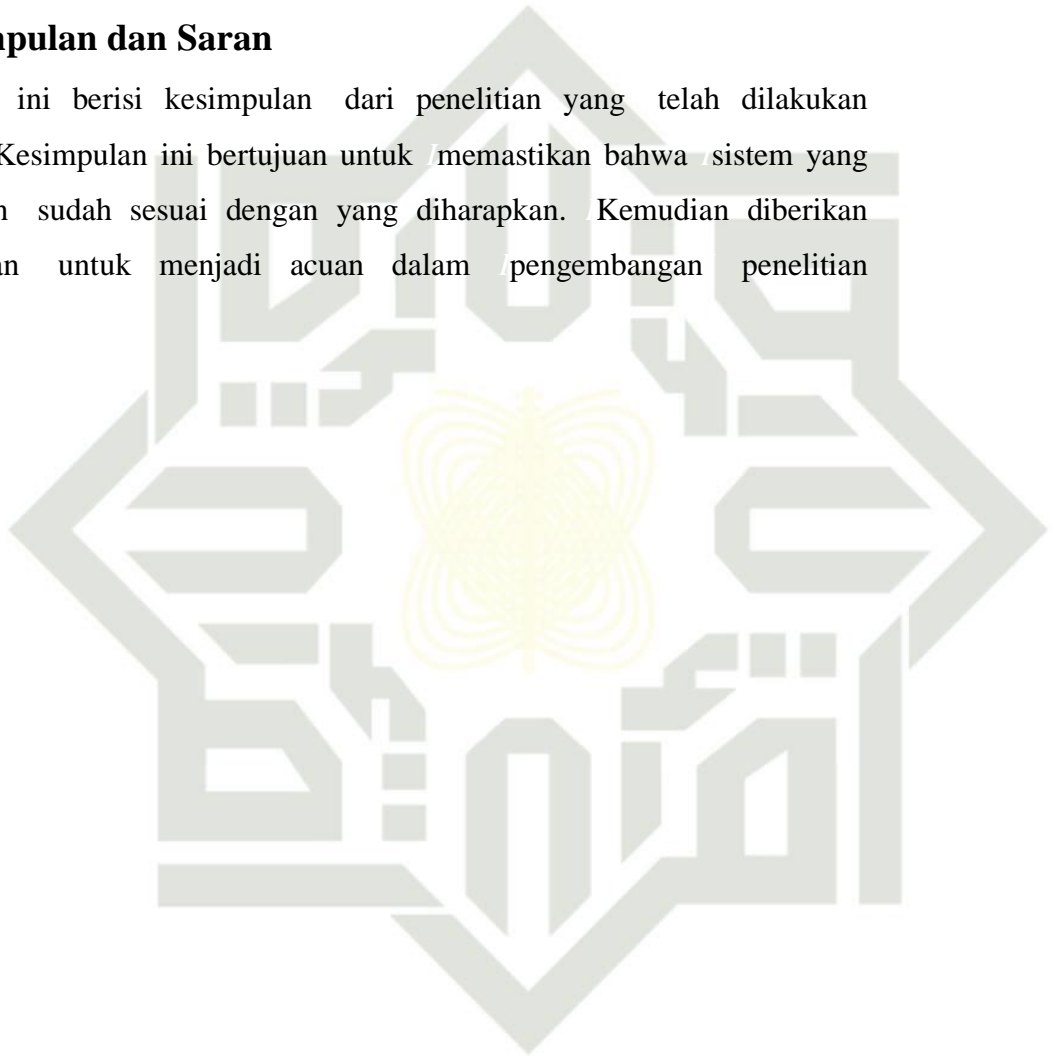 mpulan dan Saran
ini berisi kesimpulan dari penelitian yang telah dilakukan
Kesimpulan ini bertujuan untuk memastikan bahwa sistem yang
n sudah sesuai dengan yang diharapkan. Kemudian diberikan
an untuk menjadi acuan dalam pengembangan penelitian